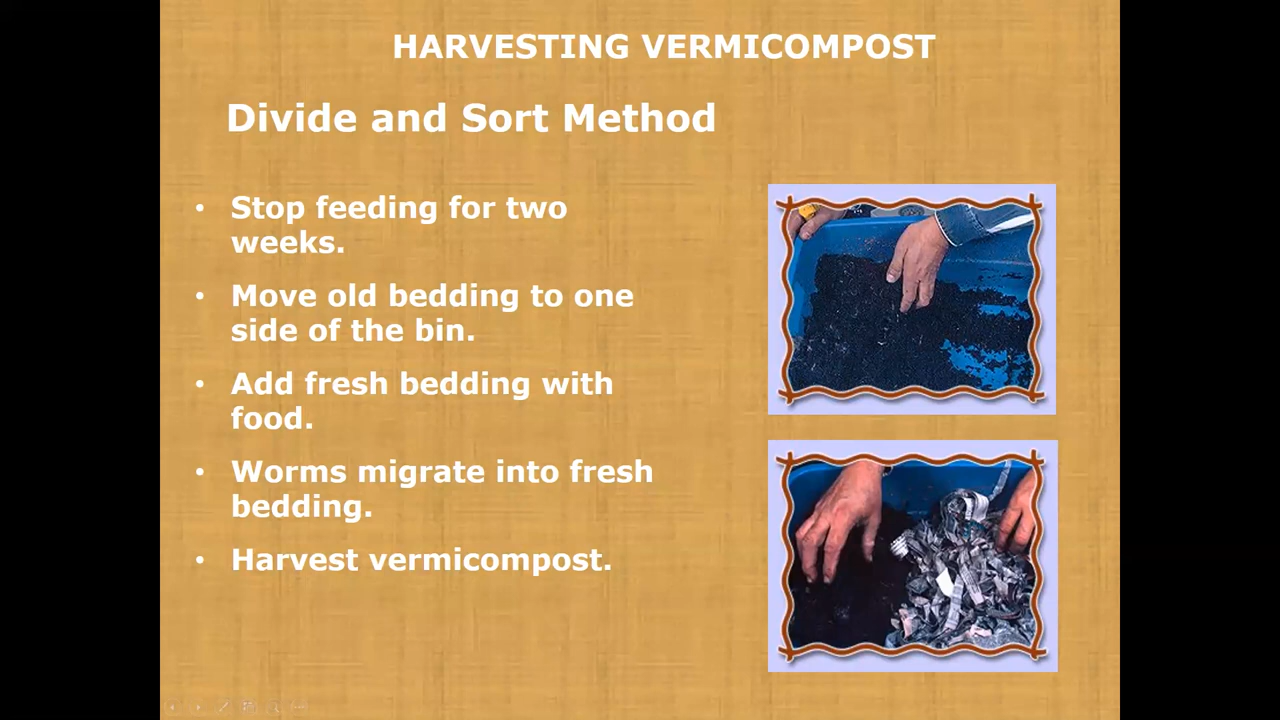 HARVESTING VERMICOMPOST
Divide and Sort Method
• Stop feeding for two
weeks.
• Move old bedding to one
side of the bin.
• Add fresh bedding with
food.
• Worms migrate into fresh
bedding.
• Harvest vermicompost.